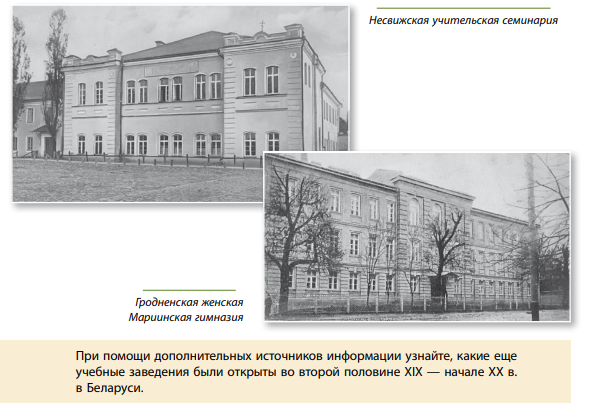 Несвижская учительская семинария
Гродненская женская
Мариинская гимназия
При помощи дополнительных источников информации узнайте, какие еще
учебные заведения были открыты во второй половине XIX — начале XX в.
в Беларуси.